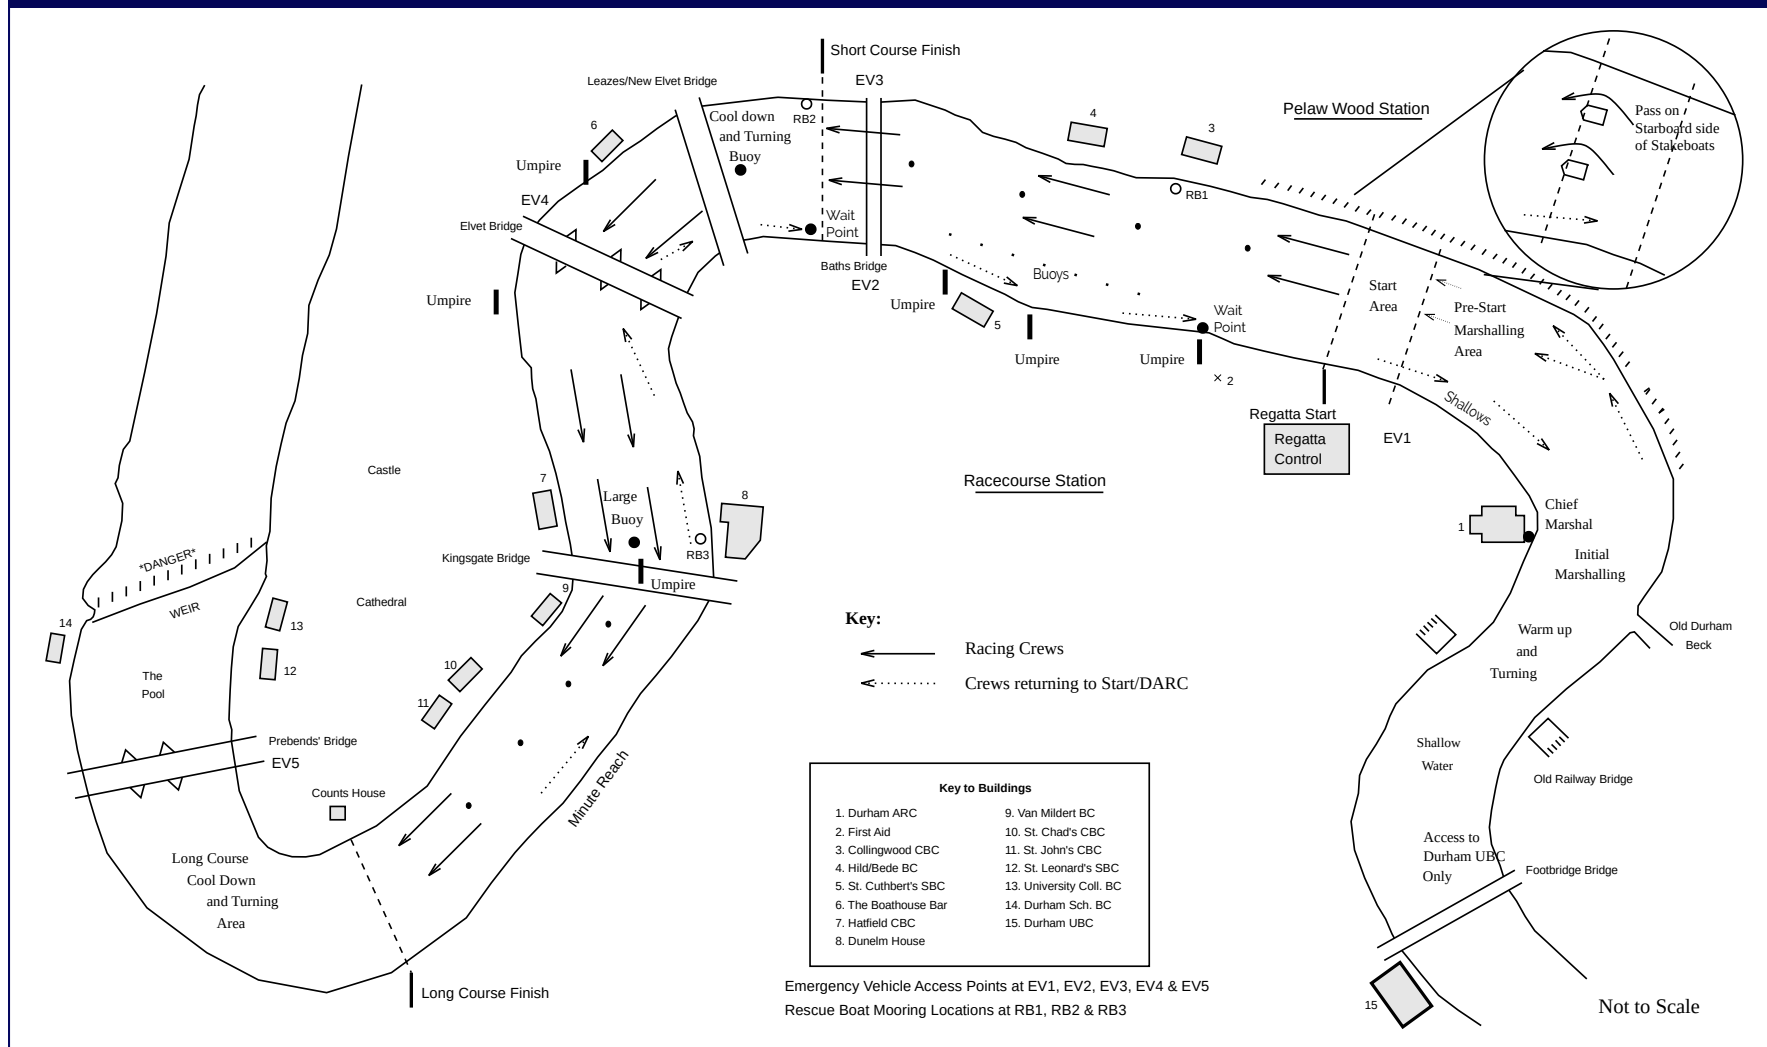 Short Course Finish
Leazes/New Elvet Bridge
EV3
Pelaw Wood Station
Pass on
Starboard side
of Stakeboats
Cool down
and Turning
Buoy
RB2
4
3
6
Umpire
EV4
Elvet Bridge
RB1
Wait
Point
Baths Bridge
EV2
Buoys
Umpire
Umpire
5
Umpire
Wait
Point
Umpire
× 2
Start
Area
Pre-Start
Marshalling
Area
Shallows
Regatta Start
Regatta
Control
EV1
Castle
Racecourse Station
7
Large
Buoy
8
RB3
Kingsgate Bridge
Umpire
Chief
Marshal
1
Initial
Marshalling
*DANGER*
WEIR
Cathedral
9
14
13
12
The
Pool
10
11
Key:
Racing Crews
Crews returning to Start/DARC
Warm up
and
Turning
Old Durham
Beck
Prebends' Bridge
EV5
Counts House
Minute Reach
Shallow
Water
Old Railway Bridge
Long Course
Cool Down
and Turning
Area
Access to
Durham UBC
Only
Footbridge Bridge
Key to Buildings
1. Durham ARC
2. First Aid
3. Collingwood CBC
4. Hild/Bede BC
5. St. Cuthbert's SBC
6. The Boathouse Bar
7. Hatfield CBC
8. Dunelm House
9. Van Mildert BC
10. St. Chad's CBC
11. St. John's CBC
12. St. Leonard's SBC
13. University Coll. BC
14. Durham Sch. BC
15. Durham UBC
Long Course Finish
Emergency Vehicle Access Points at EV1, EV2, EV3, EV4 & EV5
Rescue Boat Mooring Locations at RB1, RB2 & RB3
15
Not to Scale